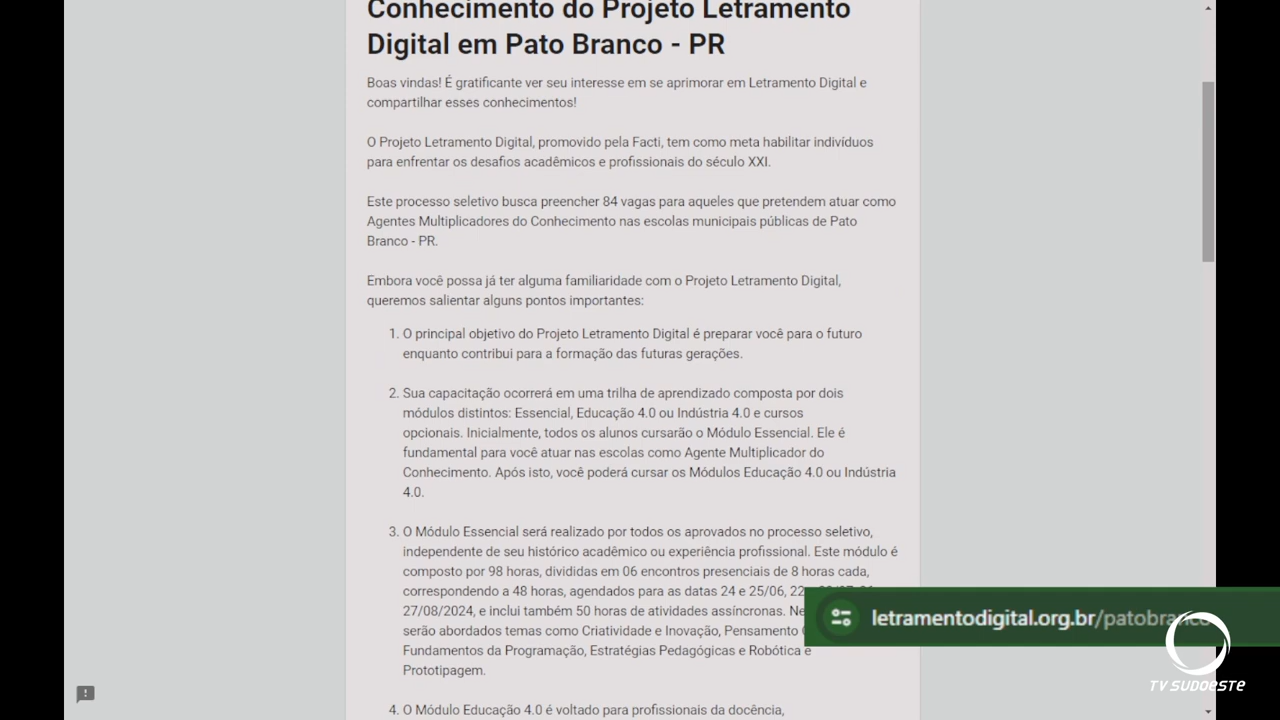 Conhecimento do Projeto Letramento
Digital em Pato Branco - PR
Boas vindas! É gratificante ver seu interesse em se aprimorar em Letramento Digital e
compartilhar esses conhecimentos!
O Projeto Letramento Digital, promovido pela Facti, tem como meta habilitar indivíduos
para enfrentar os desafios acadêmicos e profissionais do século XXI.
Este processo seletivo busca preencher 84 vagas para aqueles que pretendem atuar como
Agentes Multiplicadores do Conhecimento nas escolas municipais públicas de Pato
Branco - PR.
Embora você possa já ter alguma familiaridade com o Projeto Letramento Digital,
queremos salientar alguns pontos importantes:
1. O principal objetivo do Projeto Letramento Digital é preparar você para o futuro
enquanto contribui para a formação das futuras gerações.
2. Sua capacitação ocorrerá em uma trilha de aprendizado composta por dois
módulos distintos: Essencial, Educação 4.0 ou Indústria 4.0 e cursos
opcionais. Inicialmente, todos os alunos cursarão o Módulo Essencial. Ele é
fundamental para você atuar nas escolas como Agente Multiplicador do
Conhecimento. Após isto, você poderá cursar os Módulos Educação 4.0 ou Indústria
4.0.
3. O Módulo Essencial será realizado por todos os aprovados no processo seletivo,
independente de seu histórico acadêmico ou experiência profissional. Este módulo é
composto por 98 horas, divididas em 06 encontros presenciais de 8 horas cada,
correspondendo a 48 horas, agendados para as datas 24 e 25/06, 22
27/08/2024, e inclui também 50 horas de atividades assíncronas.
serão abordados temas como Criatividade e Inovação, Pensamento
Fundamentos da Programação, Estratégias Pedagógicas e Robótica e
Prototipagem.
4. O Módulo Educação 4.0 é voltado para profissionais da docência,
letramentodigital.org.br/patobranco
TV SUDOESTE